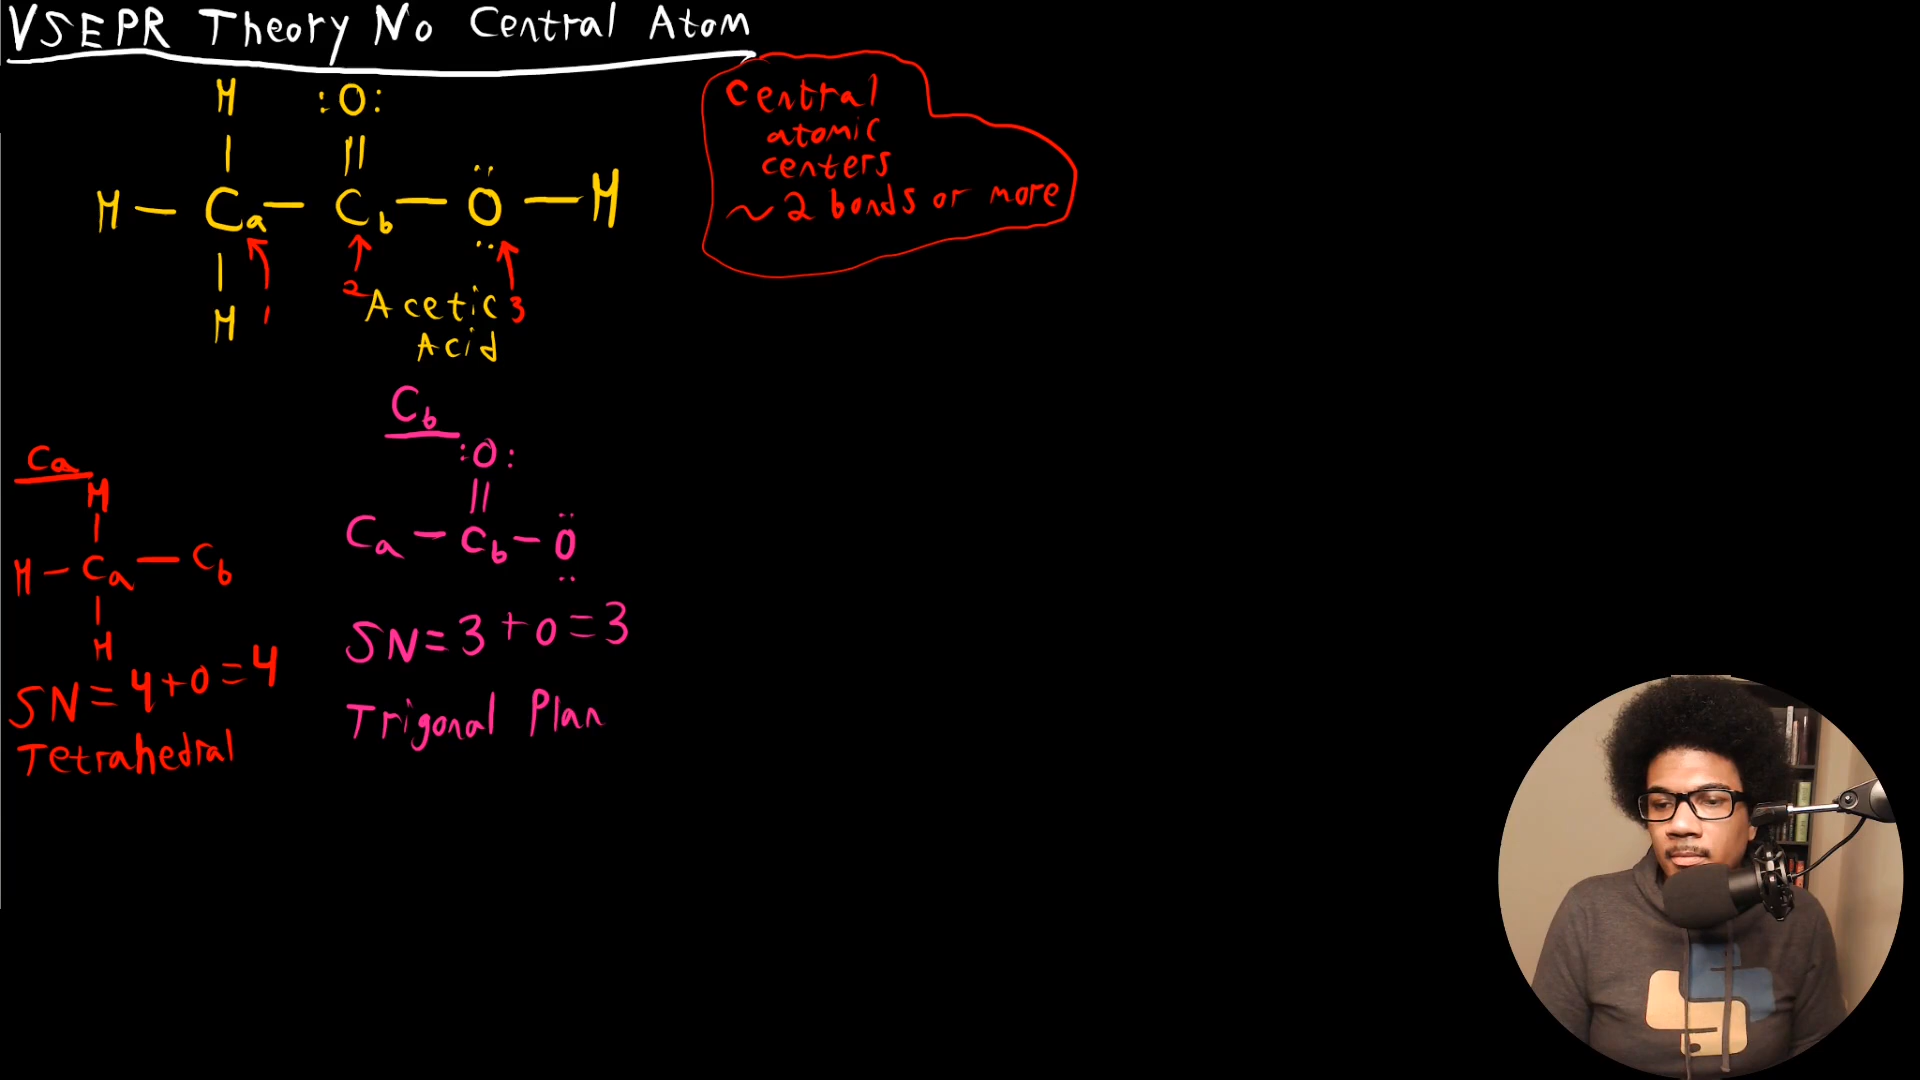 VSEPR Theory No Central Atom
H :O:
H — Ca — Cb — O — H
H
1 2 3
Acetic
Acid
Central
atomic
centers
~ 2 bonds or more
Ca
H
H — Ca — Cb
H
SN = 4 + 0 = 4
Tetrahedral
Cb
:O:
Ca — Cb — O
SN = 3 + 0 = 3
Trigonal Plan